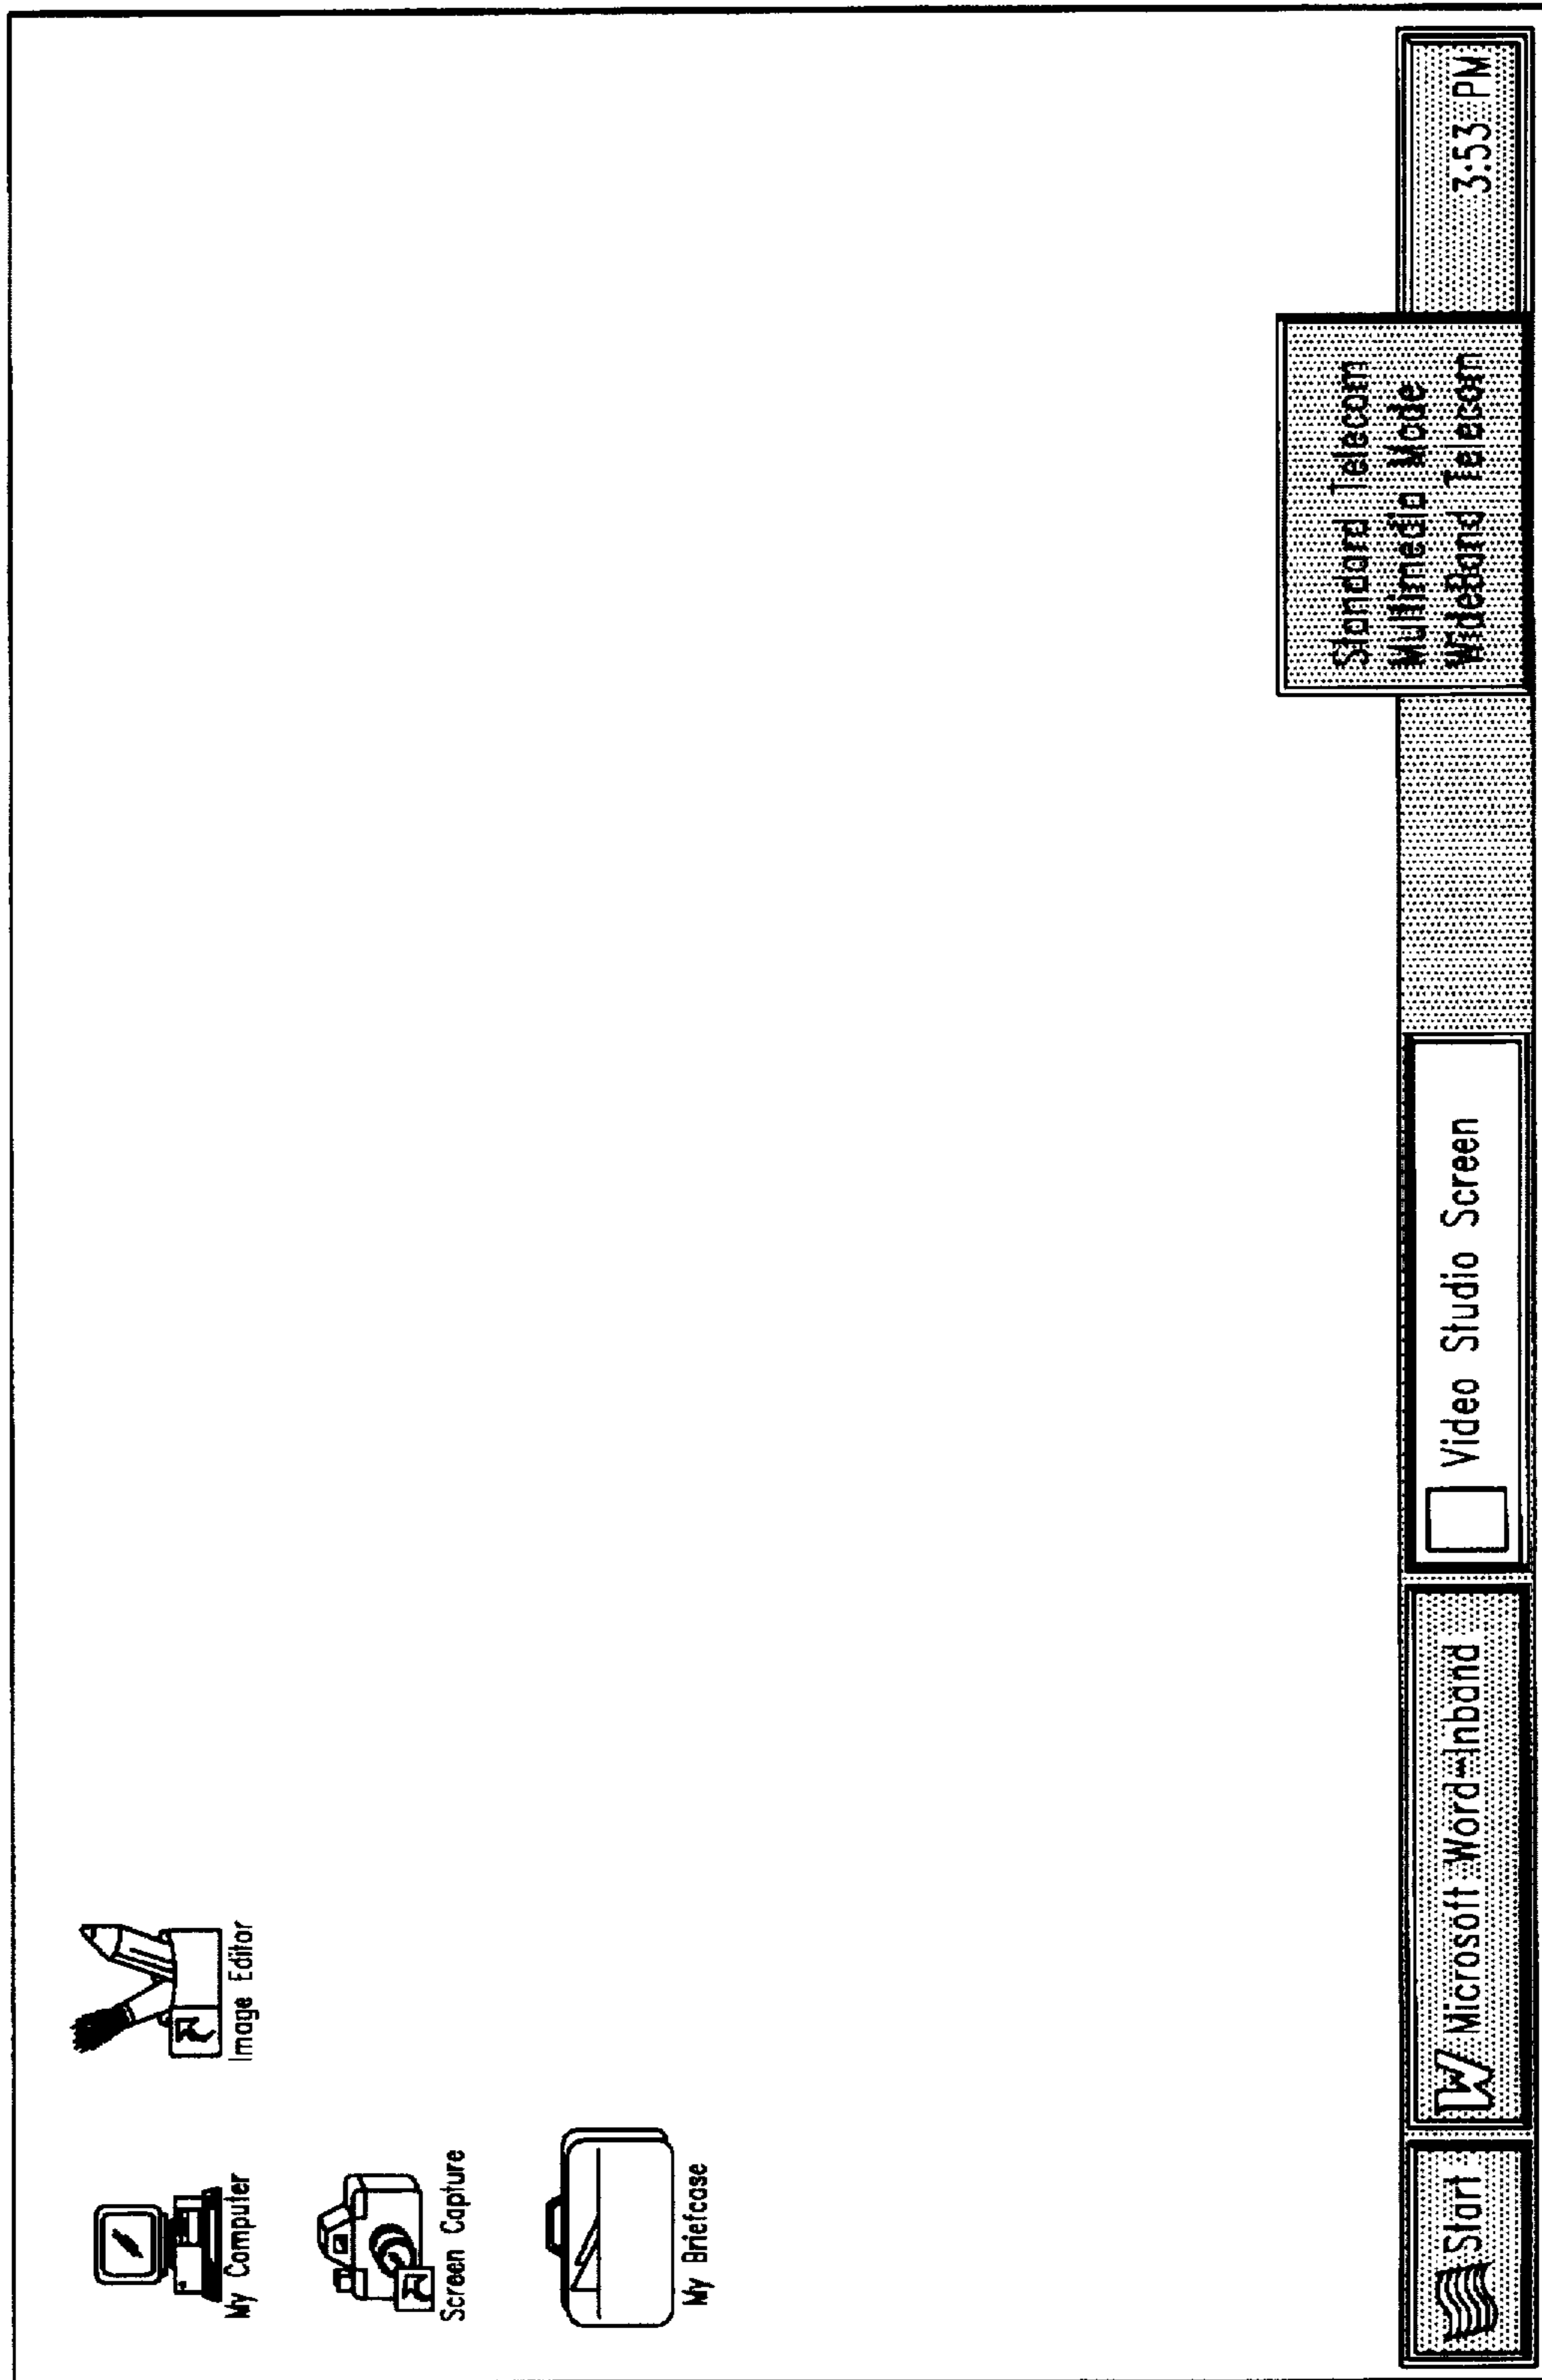 My Computer
Image Editor
Screen Capture
My Briefcase
Standard Telecom
Multimedia Mode
WideBand Telecom
Start
W Microsoft Word-Inband
Video Studio Screen
3:53 PM